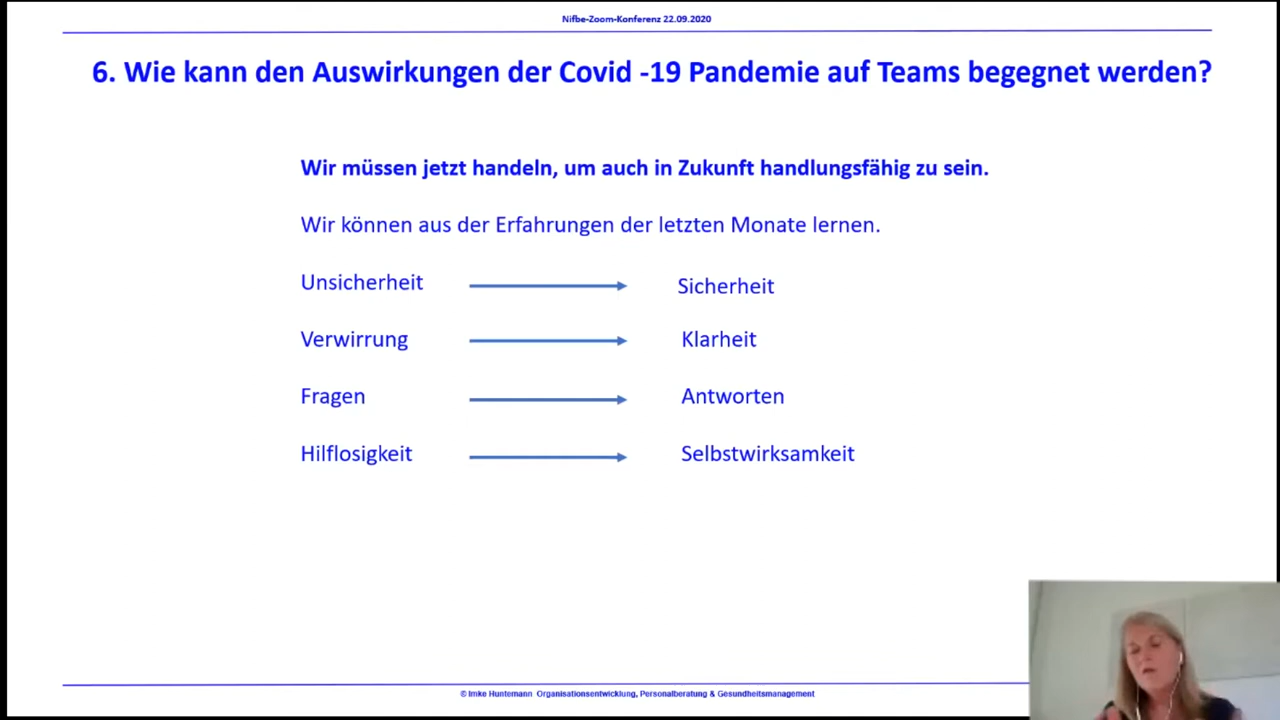 Nifbe-Zoom-Konferenz 22.09.2020
6. Wie kann den Auswirkungen der Covid -19 Pandemie auf Teams begegnet werden?
Wir müssen jetzt handeln, um auch in Zukunft handlungsfähig zu sein.
Wir können aus der Erfahrungen der letzten Monate lernen.
Unsicherheit Sicherheit
Verwirrung Klarheit
Fragen Antworten
Hilflosigkeit Selbstwirksamkeit
© Imke Huntemann Organisationsentwicklung, Personalberatung & Gesundheitsmanagement